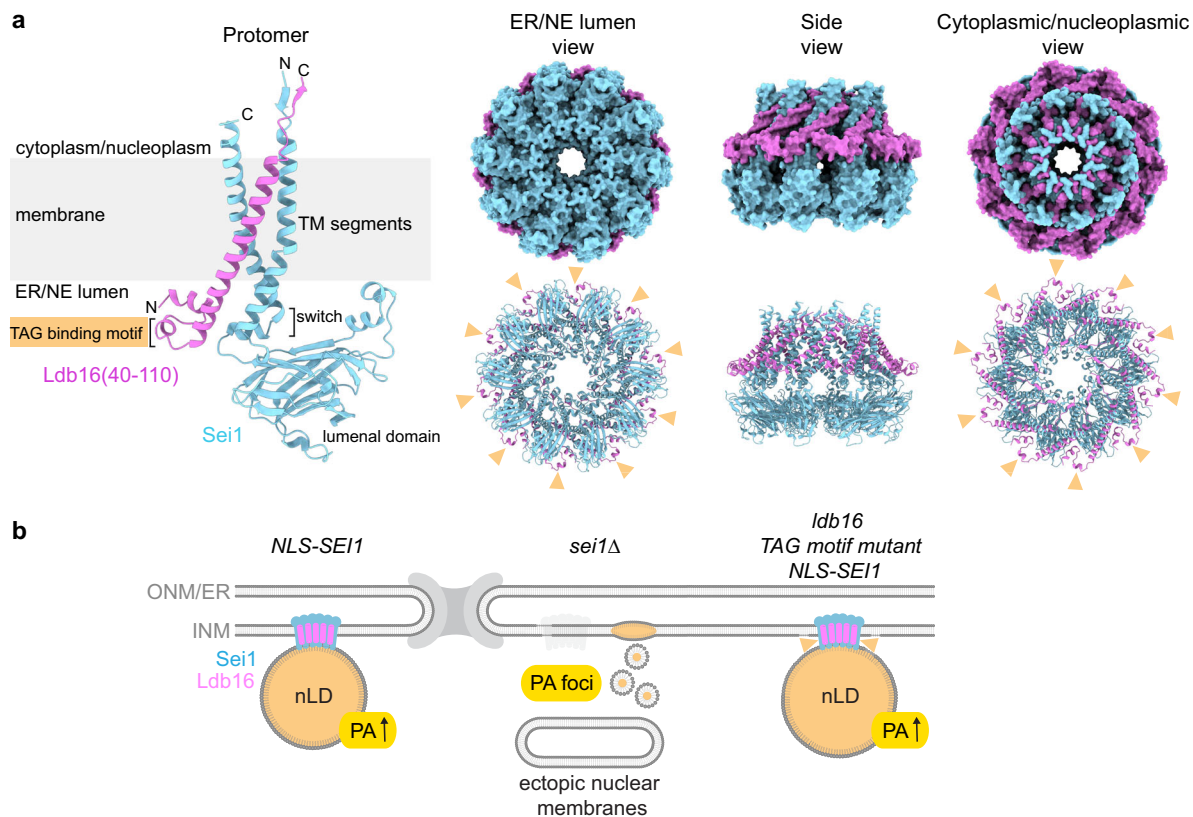 a
Protomer
N
C
C
cytoplasm/nucleoplasm
membrane
TM segments
ER/NE lumen
N
TAG binding motif
switch
Ldb16(40-110)
Sei1
lumenal domain
ER/NE lumen
view
Side
view
Cytoplasmic/nucleoplasmic
view
b
NLS-SEI1
sei1Δ
ldb16
TAG motif mutant
NLS-SEI1
ONM/ER
INM
Sei1
Ldb16
nLD
PA↑
PA foci
ectopic nuclear
membranes
nLD
PA↑